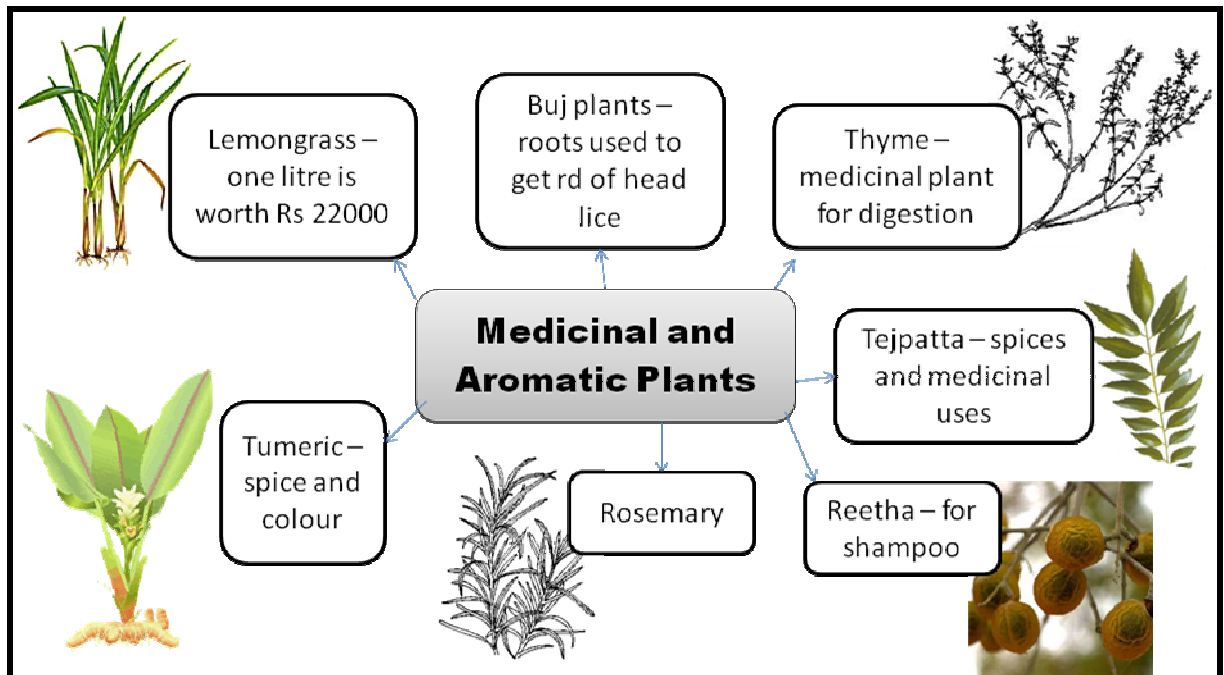 Lemongrass –
one litre is
worth Rs 22000
Buj plants –
roots used to
get rd of head
lice
Thyme –
medicinal plant
for digestion
Medicinal and
Aromatic Plants
Tejpatta – spices
and medicinal
uses
Tumeric –
spice and
colour
Rosemary
Reetha – for
shampoo